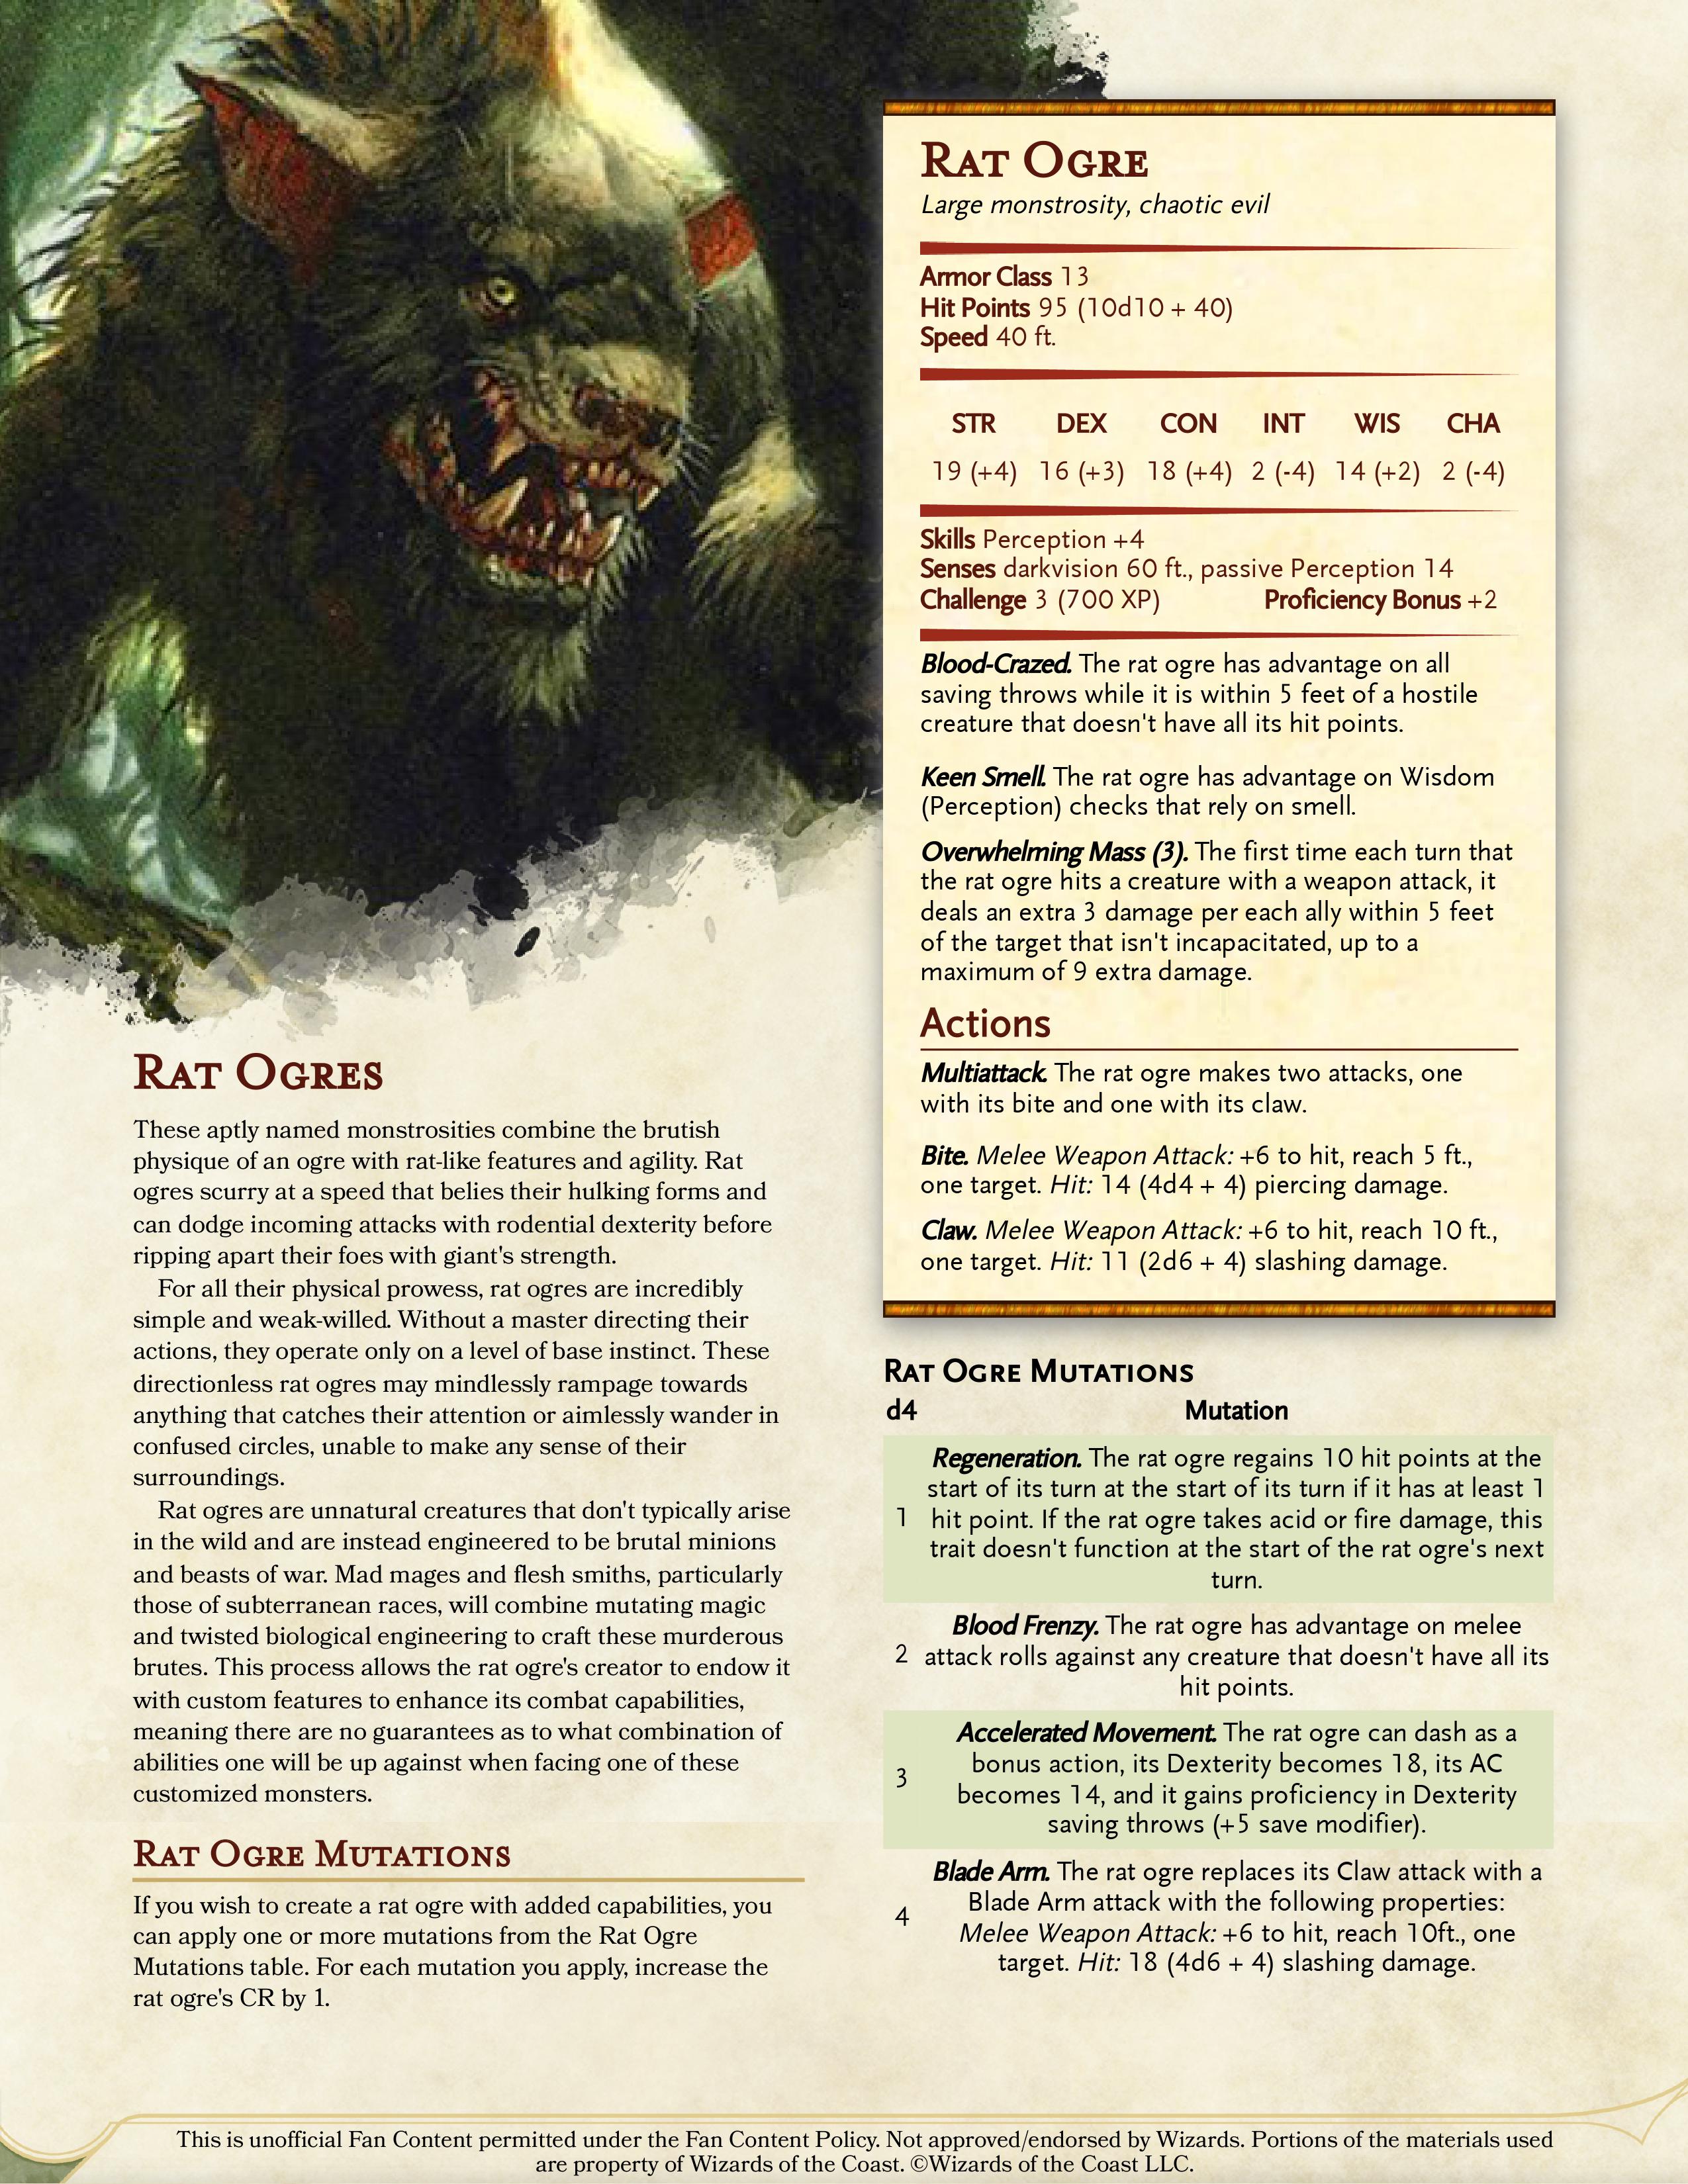 Rat Ogre
Large monstrosity, chaotic evil
Armor Class 13
Hit Points 95 (10d10 + 40)
Speed 40 ft.
STR DEX CON INT WIS CHA
19 (+4) 16 (+3) 18 (+4) 2 (-4) 14 (+2) 2 (-4)
Skills Perception +4
Senses darkvision 60 ft., passive Perception 14
Challenge 3 (700 XP) Proficiency Bonus +2
Blood-Crazed. The rat ogre has advantage on all
saving throws while it is within 5 feet of a hostile
creature that doesn't have all its hit points.
Keen Smell. The rat ogre has advantage on Wisdom
(Perception) checks that rely on smell.
Overwhelming Mass (3). The first time each turn that
the rat ogre hits a creature with a weapon attack, it
deals an extra 3 damage per each ally within 5 feet
of the target that isn't incapacitated, up to a
maximum of 9 extra damage.
Actions
Multiattack. The rat ogre makes two attacks, one
with its bite and one with its claw.
Bite. Melee Weapon Attack: +6 to hit, reach 5 ft.,
one target. Hit: 14 (4d4 + 4) piercing damage.
Claw. Melee Weapon Attack: +6 to hit, reach 10 ft.,
one target. Hit: 11 (2d6 + 4) slashing damage.
Rat Ogres
These aptly named monstrosities combine the brutish
physique of an ogre with rat-like features and agility. Rat
ogres scurry at a speed that belies their hulking forms and
can dodge incoming attacks with rodential dexterity before
ripping apart their foes with giant's strength.
For all their physical prowess, rat ogres are incredibly
simple and weak-willed. Without a master directing their
actions, they operate only on a level of base instinct. These
directionless rat ogres may mindlessly rampage towards
anything that catches their attention or aimlessly wander in
confused circles, unable to make any sense of their
surroundings.
Rat ogres are unnatural creatures that don't typically arise
in the wild and are instead engineered to be brutal minions
and beasts of war. Mad mages and flesh smiths, particularly
those of subterranean races, will combine mutating magic
and twisted biological engineering to craft these murderous
brutes. This process allows the rat ogre's creator to endow it
with custom features to enhance its combat capabilities,
meaning there are no guarantees as to what combination of
abilities one will be up against when facing one of these
customized monsters.
Rat Ogre Mutations
If you wish to create a rat ogre with added capabilities, you
can apply one or more mutations from the Rat Ogre
Mutations table. For each mutation you apply, increase the
rat ogre's CR by 1.
Rat Ogre Mutations
d4 Mutation
Regeneration. The rat ogre regains 10 hit points at the
start of its turn at the start of its turn if it has at least 1
1 hit point. If the rat ogre takes acid or fire damage, this
trait doesn't function at the start of the rat ogre's next
turn.
Blood Frenzy. The rat ogre has advantage on melee
2 attack rolls against any creature that doesn't have all its
hit points.
Accelerated Movement. The rat ogre can dash as a
bonus action, its Dexterity becomes 18, its AC
3 becomes 14, and it gains proficiency in Dexterity
saving throws (+5 save modifier).
Blade Arm. The rat ogre replaces its Claw attack with a
Blade Arm attack with the following properties:
4 Melee Weapon Attack: +6 to hit, reach 10ft., one
target. Hit: 18 (4d6 + 4) slashing damage.
This is unofficial Fan Content permitted under the Fan Content Policy. Not approved/endorsed by Wizards. Portions of the materials used
are property of Wizards of the Coast. ©Wizards of the Coast LLC.